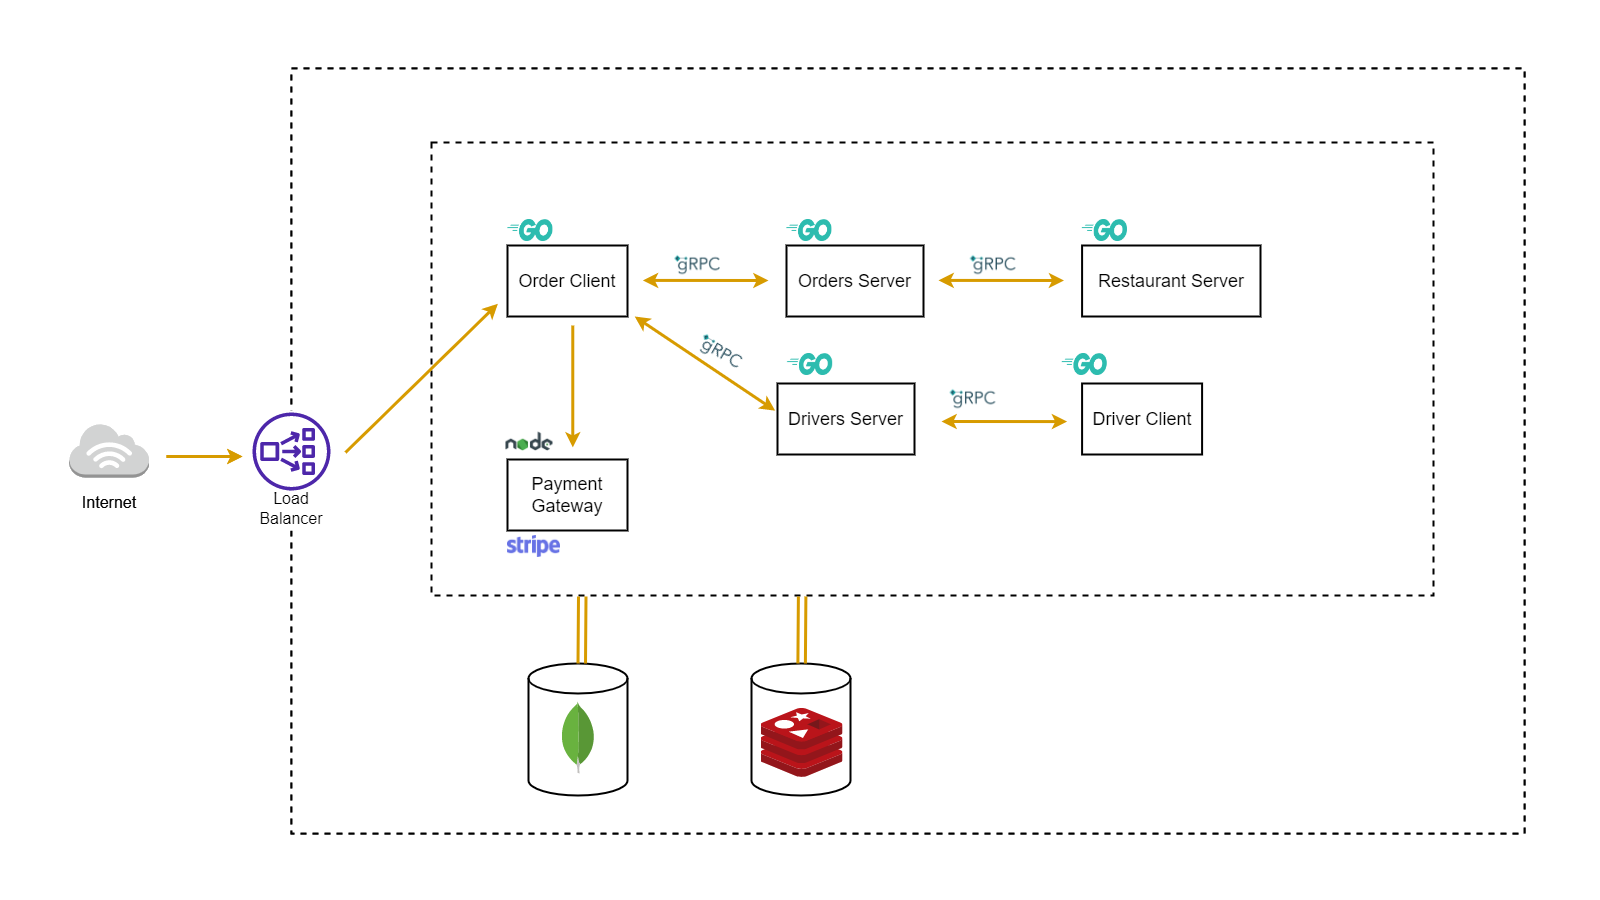 GO
GO
GO
gRPC
gRPC
Order Client
Orders Server
Restaurant Server
gRPC
GO
GO
gRPC
Drivers Server
Driver Client
node
Payment
Gateway
stripe
Internet
Load
Balancer